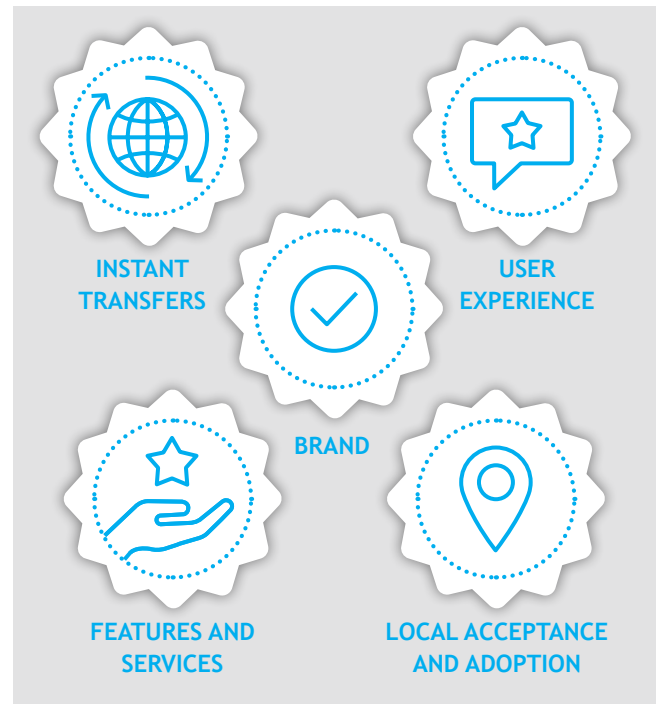 INSTANT
TRANSFERS
USER
EXPERIENCE
BRAND
FEATURES AND
SERVICES
LOCAL ACCEPTANCE
AND ADOPTION